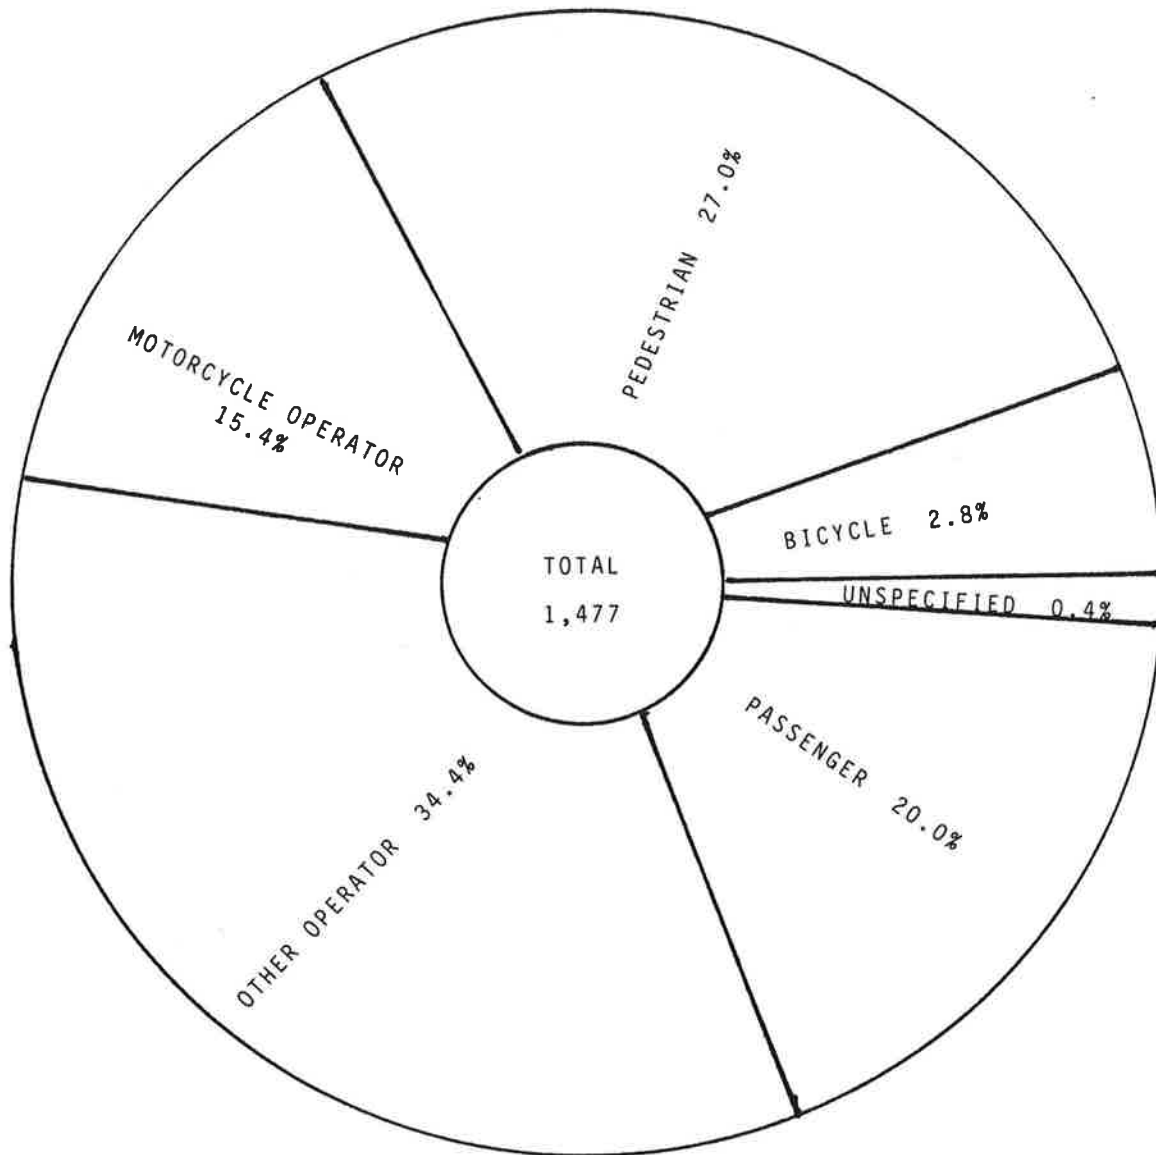 PEDESTRIAN 27.0%
MOTORCYCLE OPERATOR
15.4%
BICYCLE 2.8%
TOTAL
1,477
UNSPECIFIED 0.4%
PASSENGER 20.0%
OTHER OPERATOR 34.4%